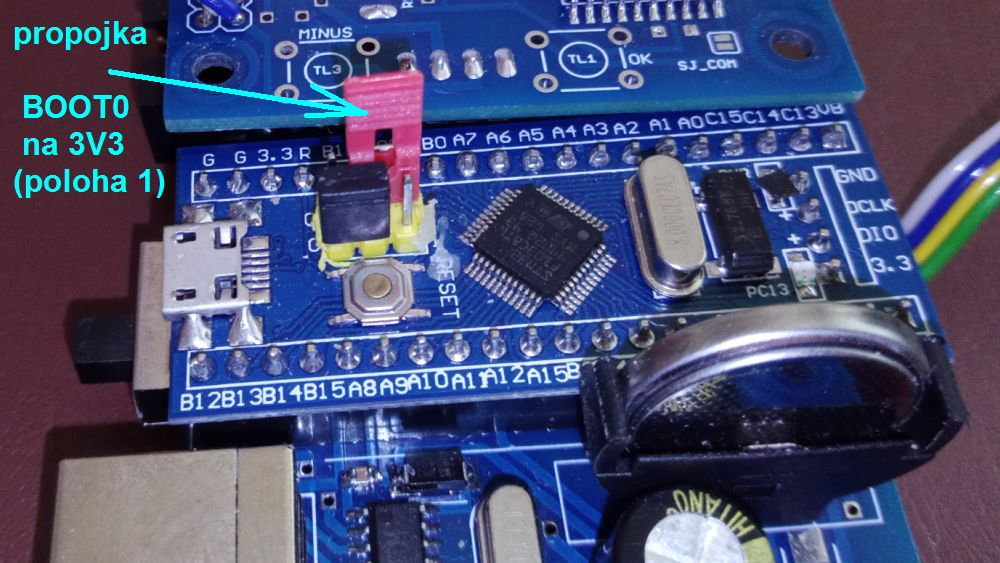 propojka
BOOT0
na 3V3
(poloha 1)
MINUS
TL3
TL1
OK
SJ_COM
G G 3.3 R B1 B0 A7 A6 A5 A4 A3 A2 A1 A0 C15 C14 C13 VB
GND
DCLK
DIO
3.3
PC13
B12 B13 B14 B15 A8 A9 A10 A11 A12 A15
HITANO